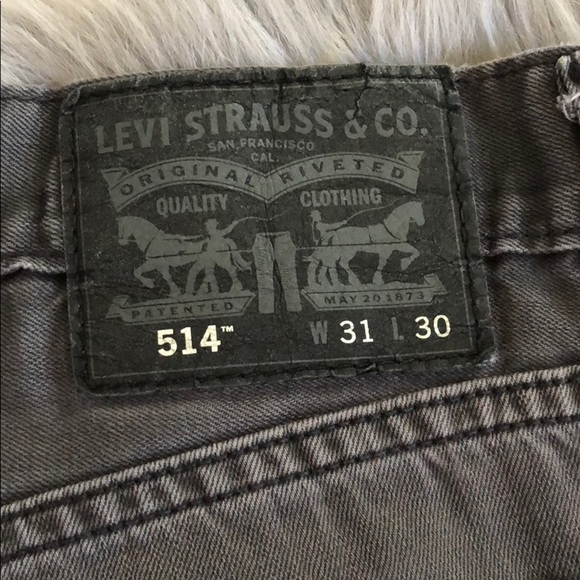 LEVI STRAUSS & CO.
SAN FRANCISCO
CAL.
ORIGINAL RIVETED
QUALITY CLOTHING
PATENTED MAY 20 1873
514™ W 31 L 30